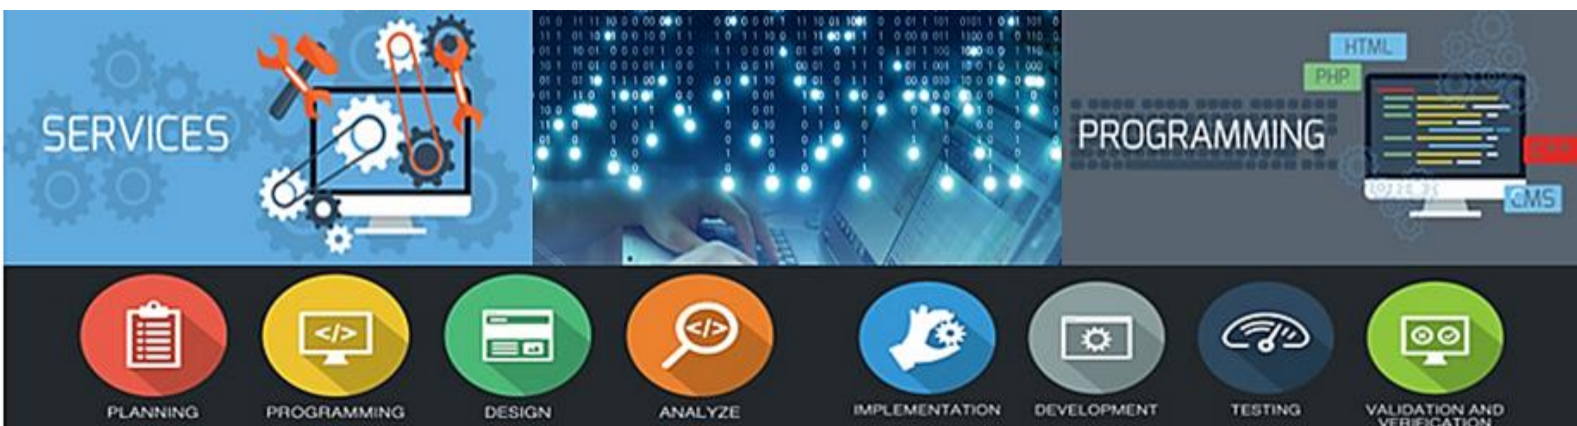 SERVICES
PROGRAMMING
HTML
PHP
C++
CMS
PLANNING
PROGRAMMING
DESIGN
ANALYZE
IMPLEMENTATION
DEVELOPMENT
TESTING
VALIDATION AND
VERIFICATION